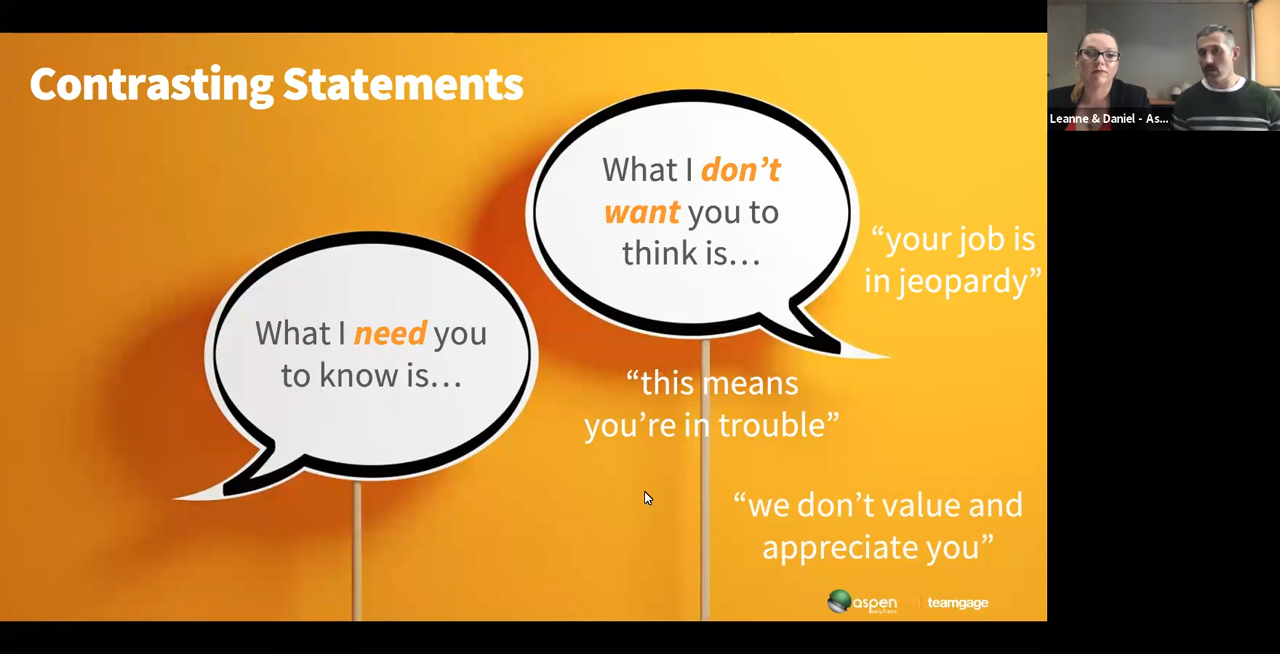 Contrasting Statements
What I don’t
want you to
think is…
“your job is
in jeopardy”
What I need you
to know is…
“this means
you’re in trouble”
“we don’t value and
appreciate you”
aspen
solutions
teamgage
Leanne & Daniel - As...